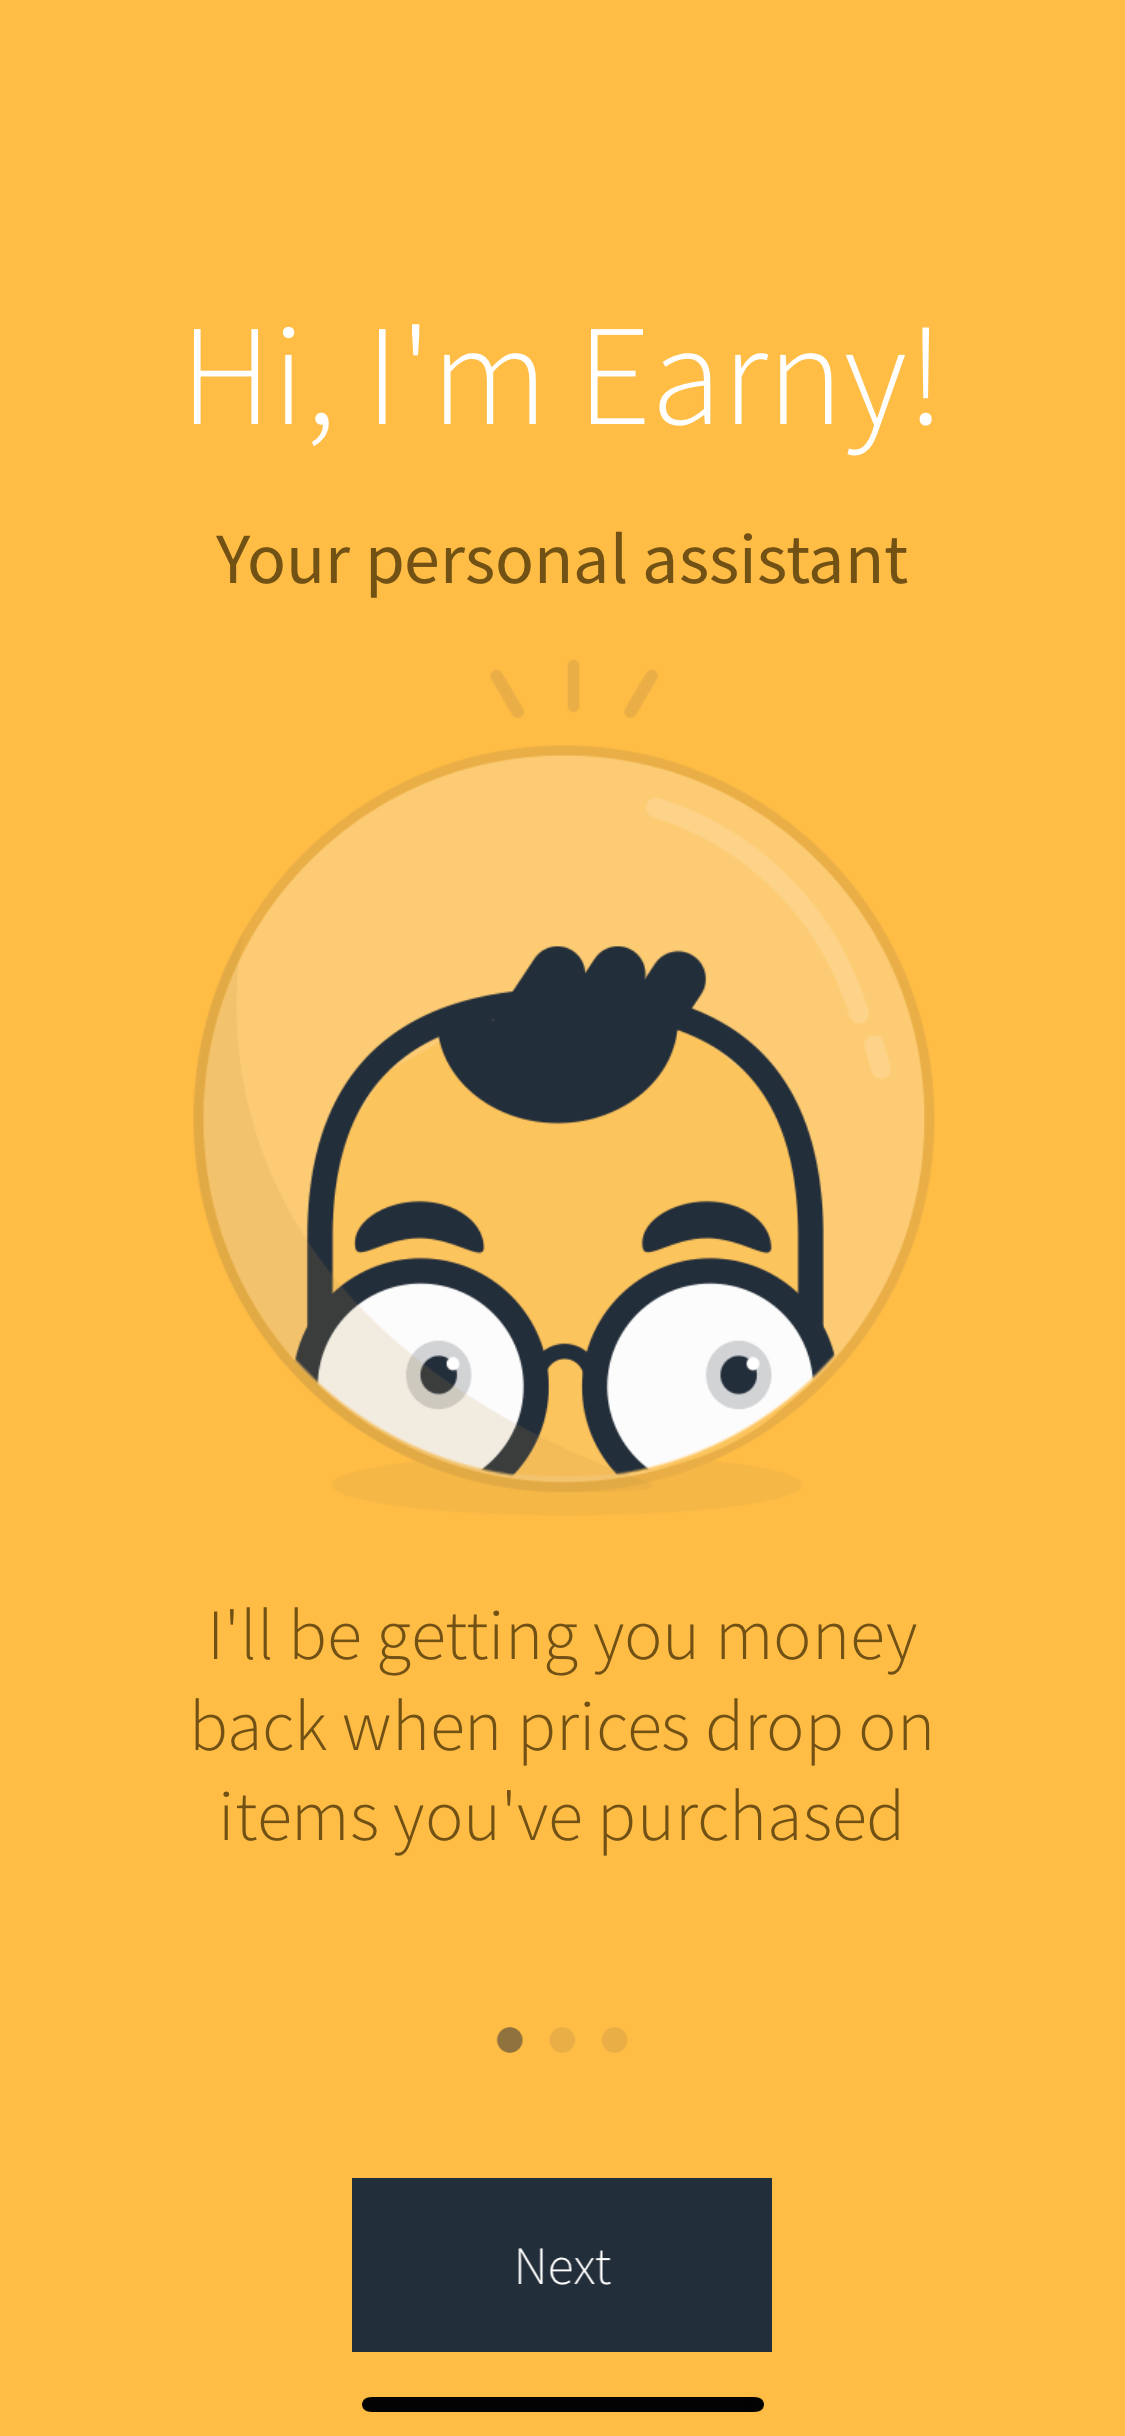 Hi, I'm Earny!
Your personal assistant
I'll be getting you money
back when prices drop on
items you've purchased
Next